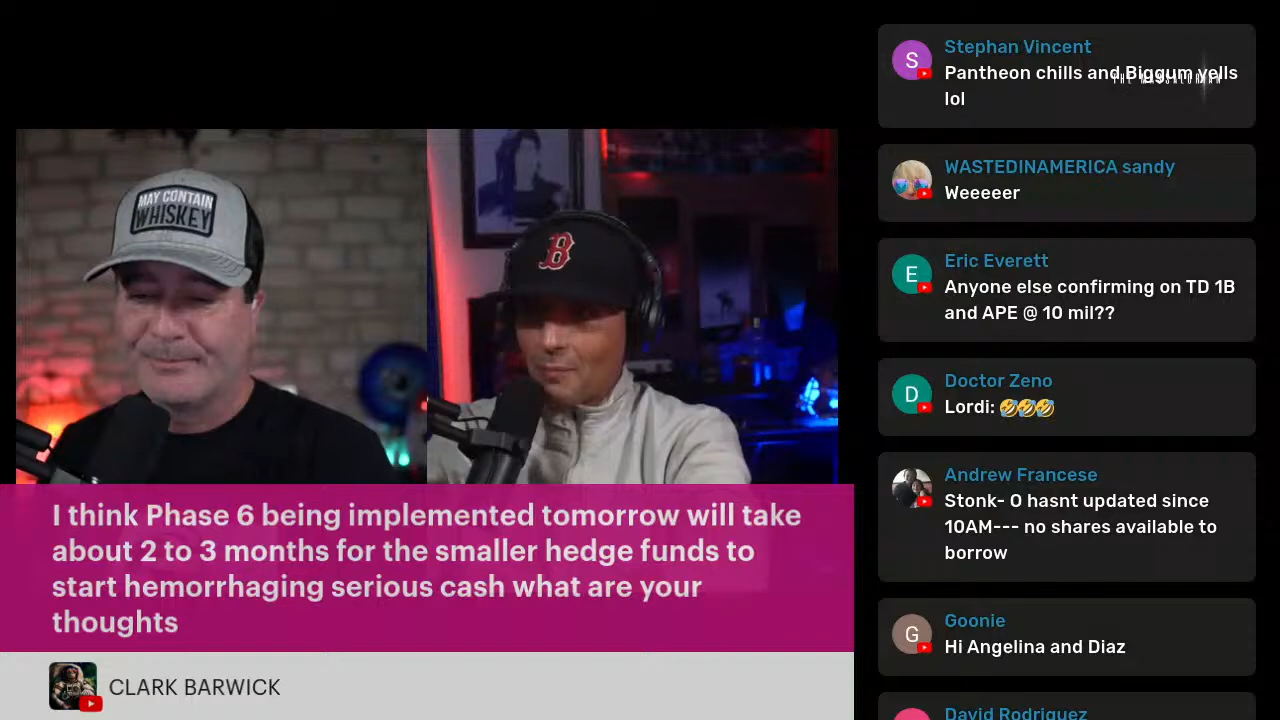 MAY CONTAIN
WHISKEY
B
I think Phase 6 being implemented tomorrow will take
about 2 to 3 months for the smaller hedge funds to
start hemorrhaging serious cash what are your
thoughts
CLARK BARWICK
S
Stephan Vincent
Pantheon chills and Biggum yells
lol
WASTEDINAMERICA sandy
Weeeeer
E
Eric Everett
Anyone else confirming on TD 1B
and APE @ 10 mil??
D
Doctor Zeno
Lordi: 🤣🤣🤣
Andrew Francese
Stonk- O hasnt updated since
10AM--- no shares available to
borrow
G
Goonie
Hi Angelina and Diaz
David Rodriguez